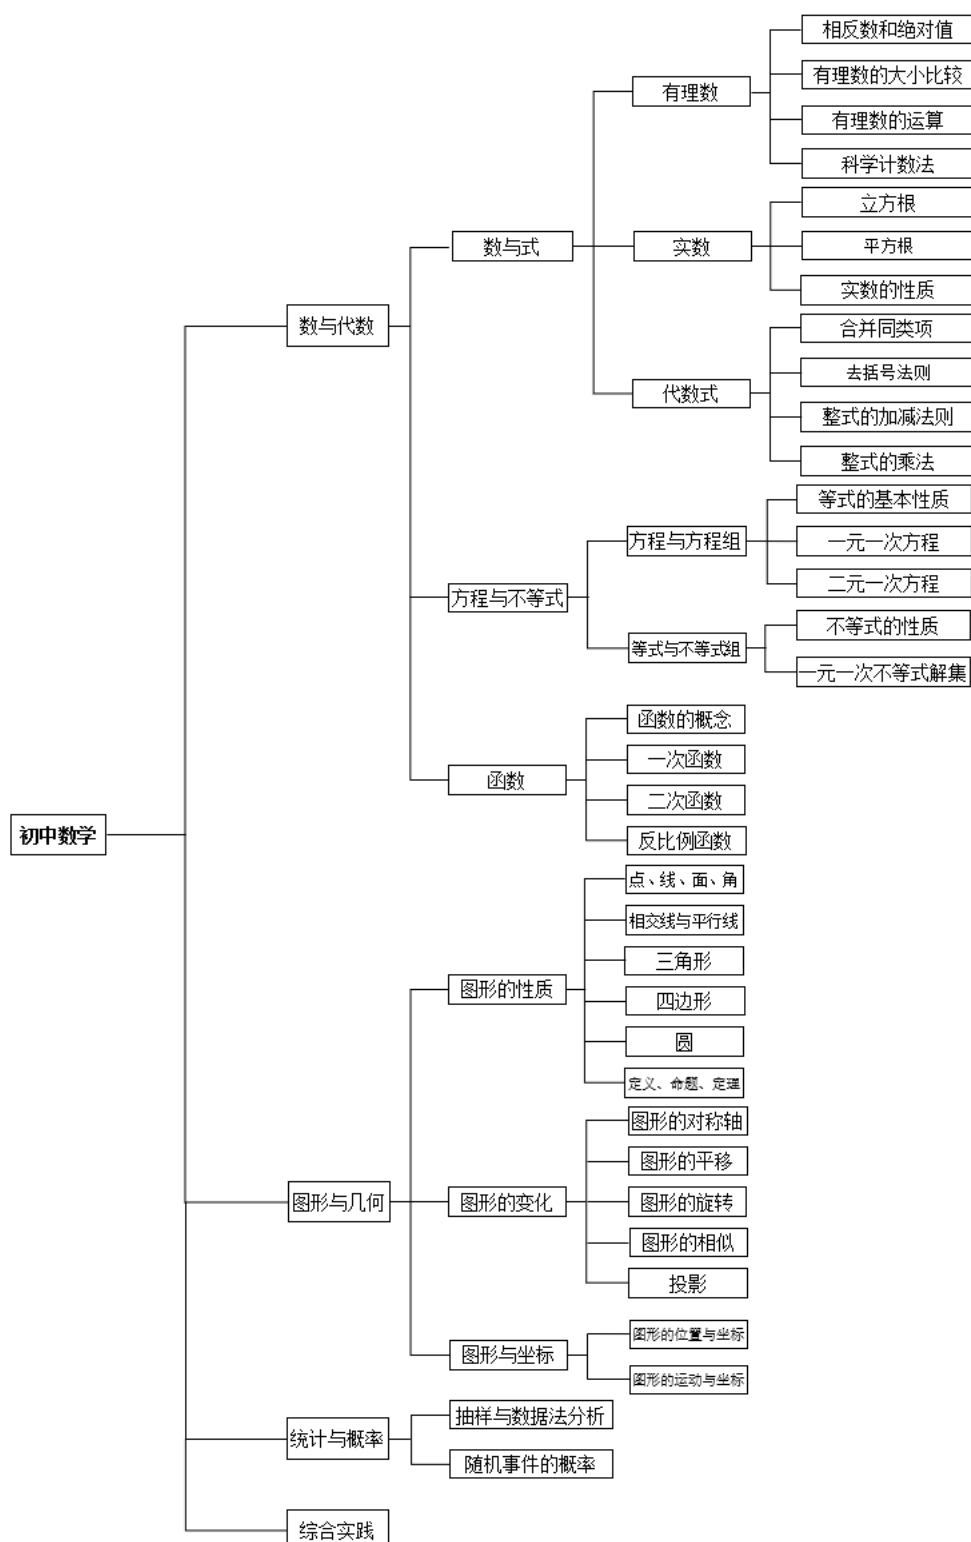 相反数和绝对值
有理数的大小比较
有理数
有理数的运算
科学计数法
立方根
数与式
实数
平方根
实数的性质
数与代数
合并同类项
去括号法则
代数式
整式的加减法则
整式的乘法
等式的基本性质
方程与方程组
一元一次方程
二元一次方程
方程与不等式
不等式的性质
等式与不等式组
一元一次不等式解集
函数的概念
一次函数
函数
二次函数
初中数学
反比例函数
点、线、面、角
相交线与平行线
三角形
图形的性质
四边形
圆
定义、命题、定理
图形的对称轴
图形的平移
图形与几何
图形的变化
图形的旋转
图形的相似
投影
图形的位置与坐标
图形与坐标
图形的运动与坐标
抽样与数据法分析
统计与概率
随机事件的概率
综合实践